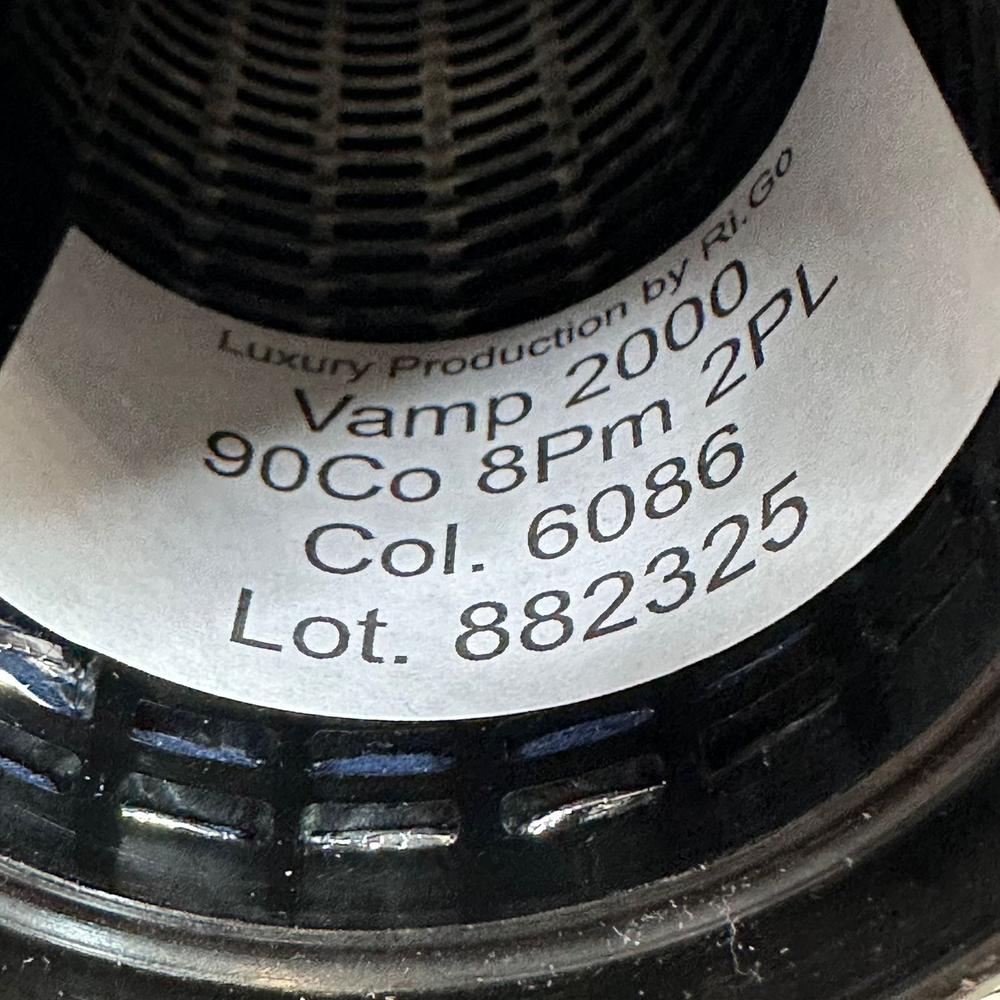 Luxury Production by Ri.Go
Vamp 2000
90Co 8Pm 2PL
Col. 6086
Lot. 882325